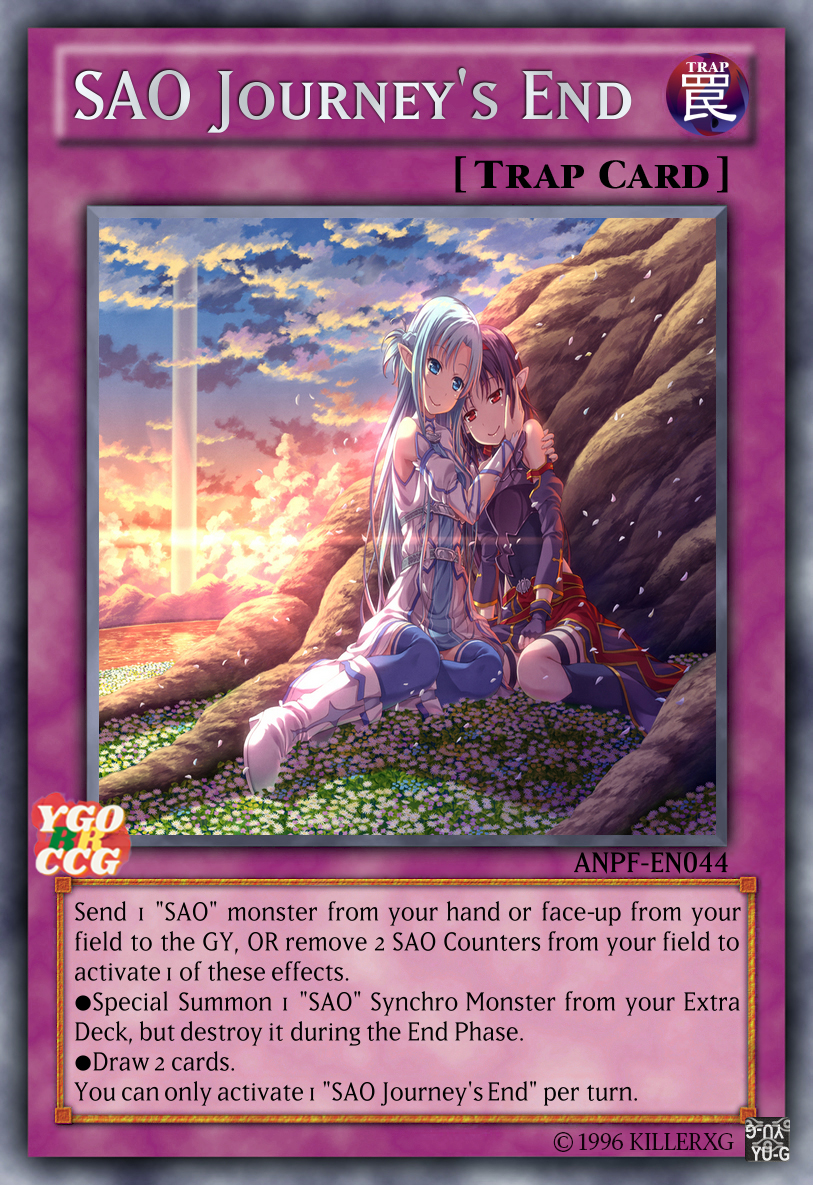 SAO Journey's End
TRAP
罠
[Trap Card]
YGO
RR
CCG
ANPF-EN044
Send 1 "SAO" monster from your hand or face-up from your
field to the GY, OR remove 2 SAO Counters from your field to
activate 1 of these effects.
●Special Summon 1 "SAO" Synchro Monster from your Extra
Deck, but destroy it during the End Phase.
●Draw 2 cards.
You can only activate 1 "SAO Journey's End" per turn.
© 1996 KILLERXG
YU-G
YU-G